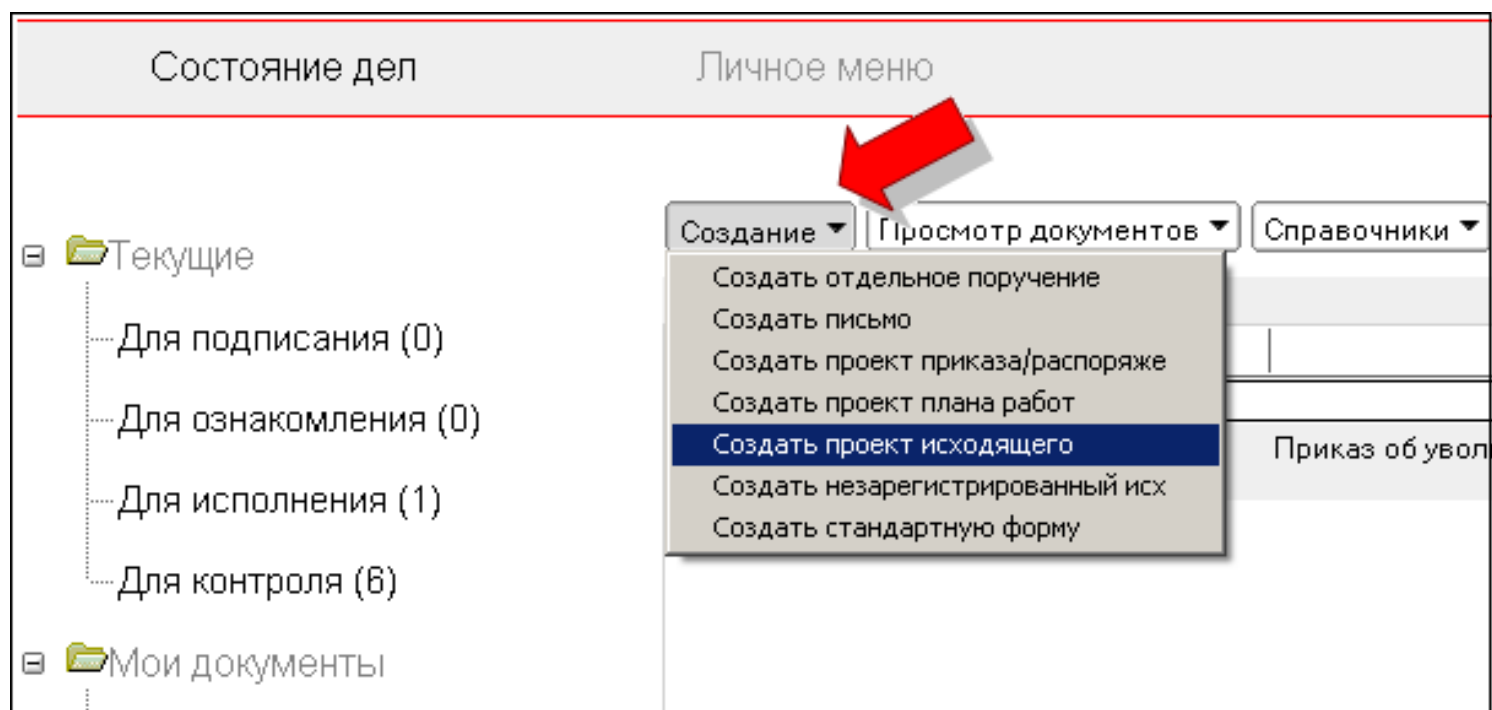 Состояние дел
Личное меню
Создание
Просмотр документов
Справочники
Текущие
Для подписания (0)
Для ознакомления (0)
Для исполнения (1)
Для контроля (6)
Мои документы
Создать отдельное поручение
Создать письмо
Создать проект приказа/распоряже
Создать проект плана работ
Создать проект исходящего
Создать незарегистрированный исх
Создать стандартную форму
Приказ об увол